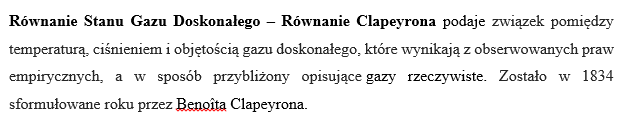 Równanie Stanu Gazu Doskonałego – Równanie Clapeyrona podaje związek pomiędzy
temperaturą, ciśnieniem i objętością gazu doskonałego, które wynikają z obserwowanych praw
empirycznych, a w sposób przybliżony opisujące gazy rzeczywiste. Zostało w 1834
sformułowane roku przez Benoîta Clapeyrona.